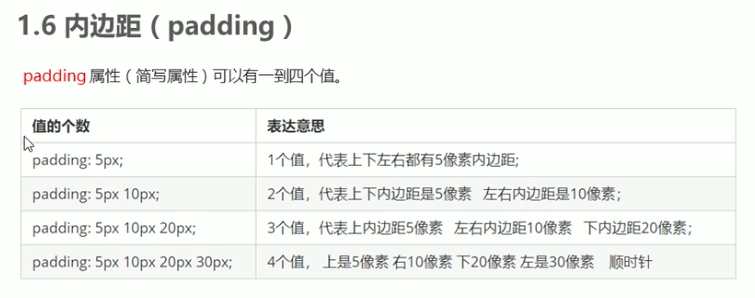 1.6 内边距（padding）
padding 属性（简写属性）可以有一到四个值。
值的个数 表达意思
padding: 5px; 1个值，代表上下左右都有5像素内边距;
padding: 5px 10px; 2个值，代表上下内边距是5像素 左右内边距是10像素；
padding: 5px 10px 20px; 3个值，代表上内边距5像素 左右内边距10像素 下内边距20像素；
padding: 5px 10px 20px 30px; 4个值， 上是5像素 右10像素 下20像素 左是30像素 顺时针